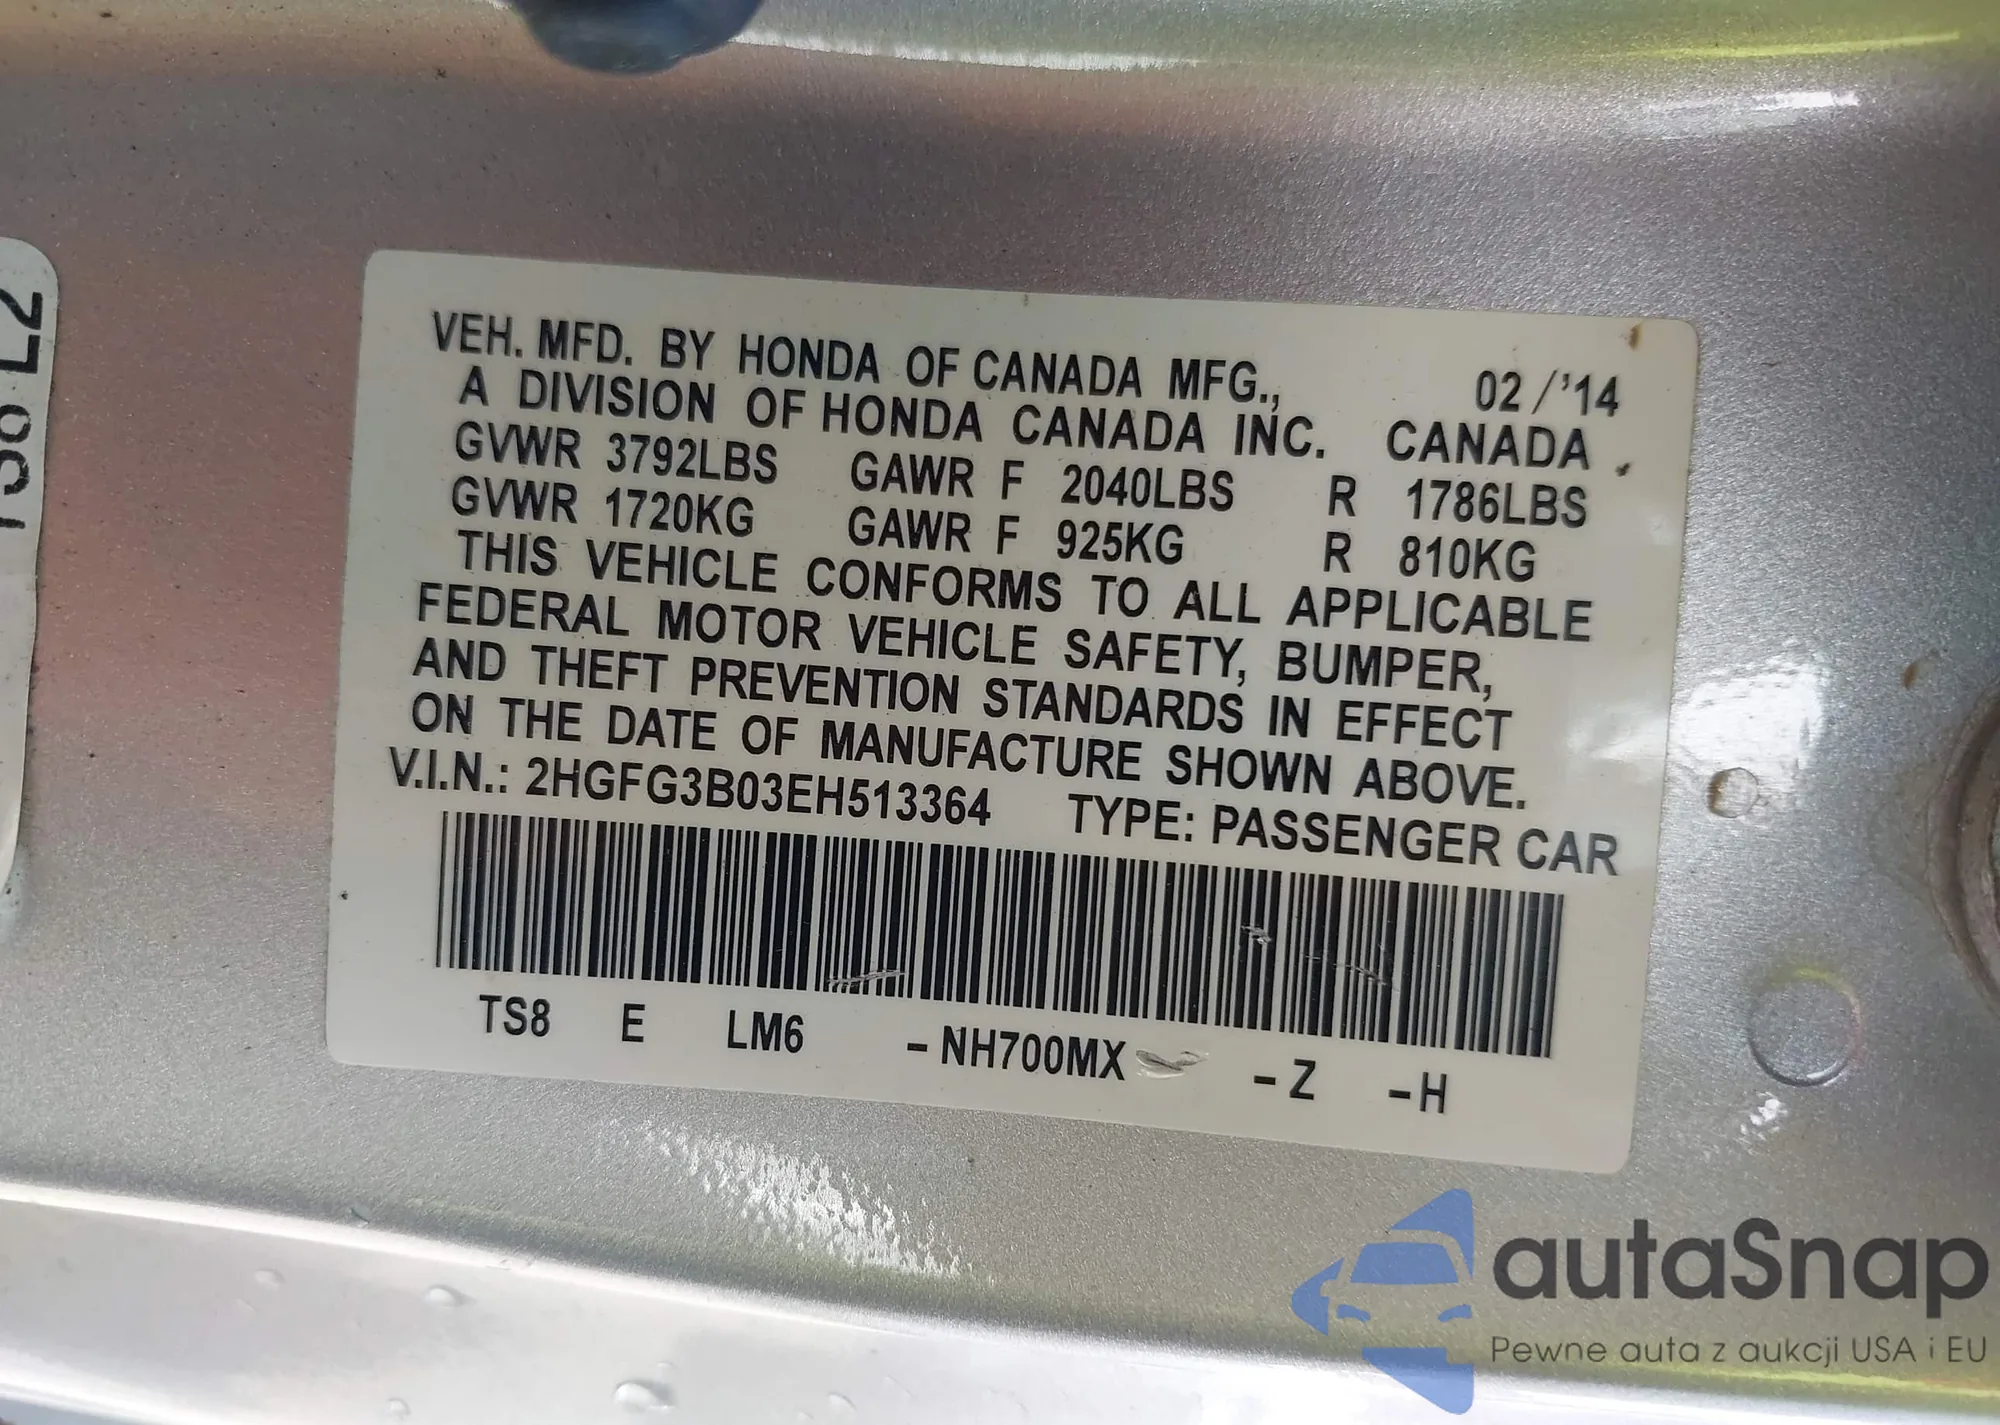 VEH. MFD. BY HONDA OF CANADA MFG., 02/'14
A DIVISION OF HONDA CANADA INC. CANADA
GVWR 3792LBS GAWR F 2040LBS R 1786LBS
GVWR 1720KG GAWR F 925KG R 810KG
THIS VEHICLE CONFORMS TO ALL APPLICABLE
FEDERAL MOTOR VEHICLE SAFETY, BUMPER,
AND THEFT PREVENTION STANDARDS IN EFFECT
ON THE DATE OF MANUFACTURE SHOWN ABOVE.
V.I.N.: 2HGFG3B03EH513364 TYPE: PASSENGER CAR
TS8 E LM6 -NH700MX -Z -H
autaSnap
Pewne auta z aukcji USA i EU